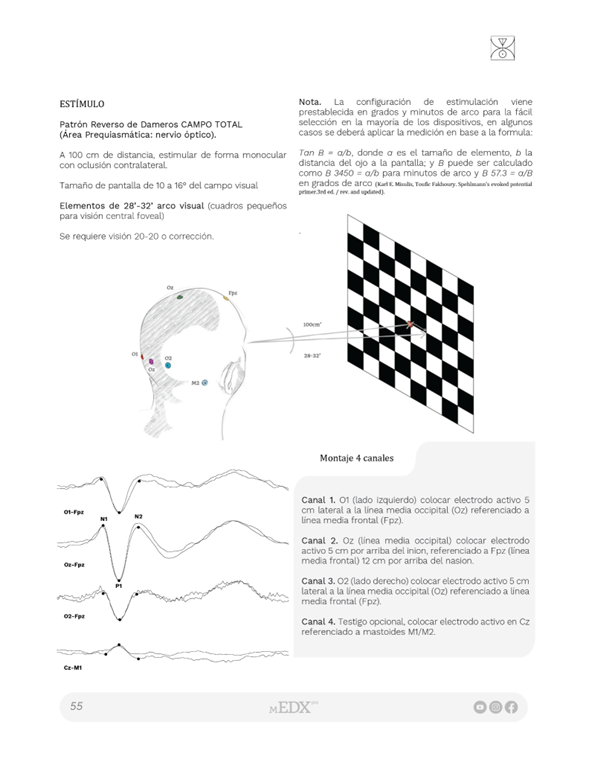 ESTÍMULO
Patrón Reverso de Dameros CAMPO TOTAL
(Área Prequiasmática: nervio óptico).
A 100 cm de distancia, estimular de forma monocular
con oclusión contralateral.
Tamaño de pantalla de 10 a 16° del campo visual
Elementos de 28'-32' arco visual (cuadros pequeños
para visión central foveal)
Se requiere visión 20-20 o corrección.
Nota. La configuración de estimulación viene
prestablecida en grados y minutos de arco para la fácil
selección en la mayoría de los dispositivos, en algunos
casos se deberá aplicar la medición en base a la formula:
Tan B = a/b, donde a es el tamaño de elemento, b la
distancia del ojo a la pantalla; y B puede ser calculado
como B 3450 = a/b para minutos de arco y B 57.3 = a/B
en grados de arco (Karl E. Misulis, Toufic Fakhoury. Spehlmann's evoked potential
primer.3rd ed. / rev. and updated).
Oz
Fpz
O1
Oz
O2
M2
100cm°
28-32'
O1-Fpz
N1
N2
Oz-Fpz
P1
O2-Fpz
Cz-M1
Montaje 4 canales
Canal 1. O1 (lado izquierdo) colocar electrodo activo 5
cm lateral a la línea media occipital (Oz) referenciado a
línea media frontal (Fpz).
Canal 2. Oz (línea media occipital) colocar electrodo
activo 5 cm por arriba del inion, referenciado a Fpz (línea
media frontal) 12 cm por arriba del nasion.
Canal 3. O2 (lado derecho) colocar electrodo activo 5cm
lateral a la línea media occipital (Oz) referenciado a línea
media frontal (Fpz).
Canal 4. Testigo opcional, colocar electrodo activo en Cz
referenciado a mastoides M1/M2.
55
MEDX